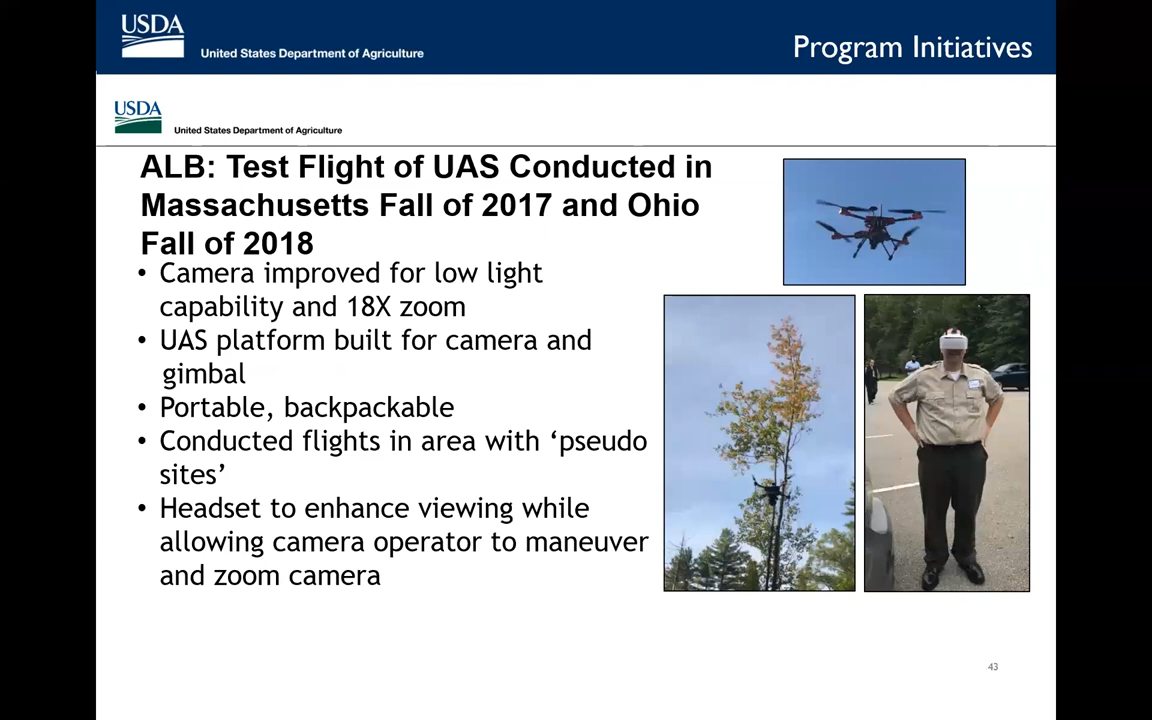 USDA
United States Department of Agriculture
Program Initiatives
USDA
United States Department of Agriculture
ALB: Test Flight of UAS Conducted in
Massachusetts Fall of 2017 and Ohio
Fall of 2018
• Camera improved for low light
capability and 18X zoom
• UAS platform built for camera and
gimbal
• Portable, backpackable
• Conducted flights in area with ‘pseudo
sites’
• Headset to enhance viewing while
allowing camera operator to maneuver
and zoom camera
43